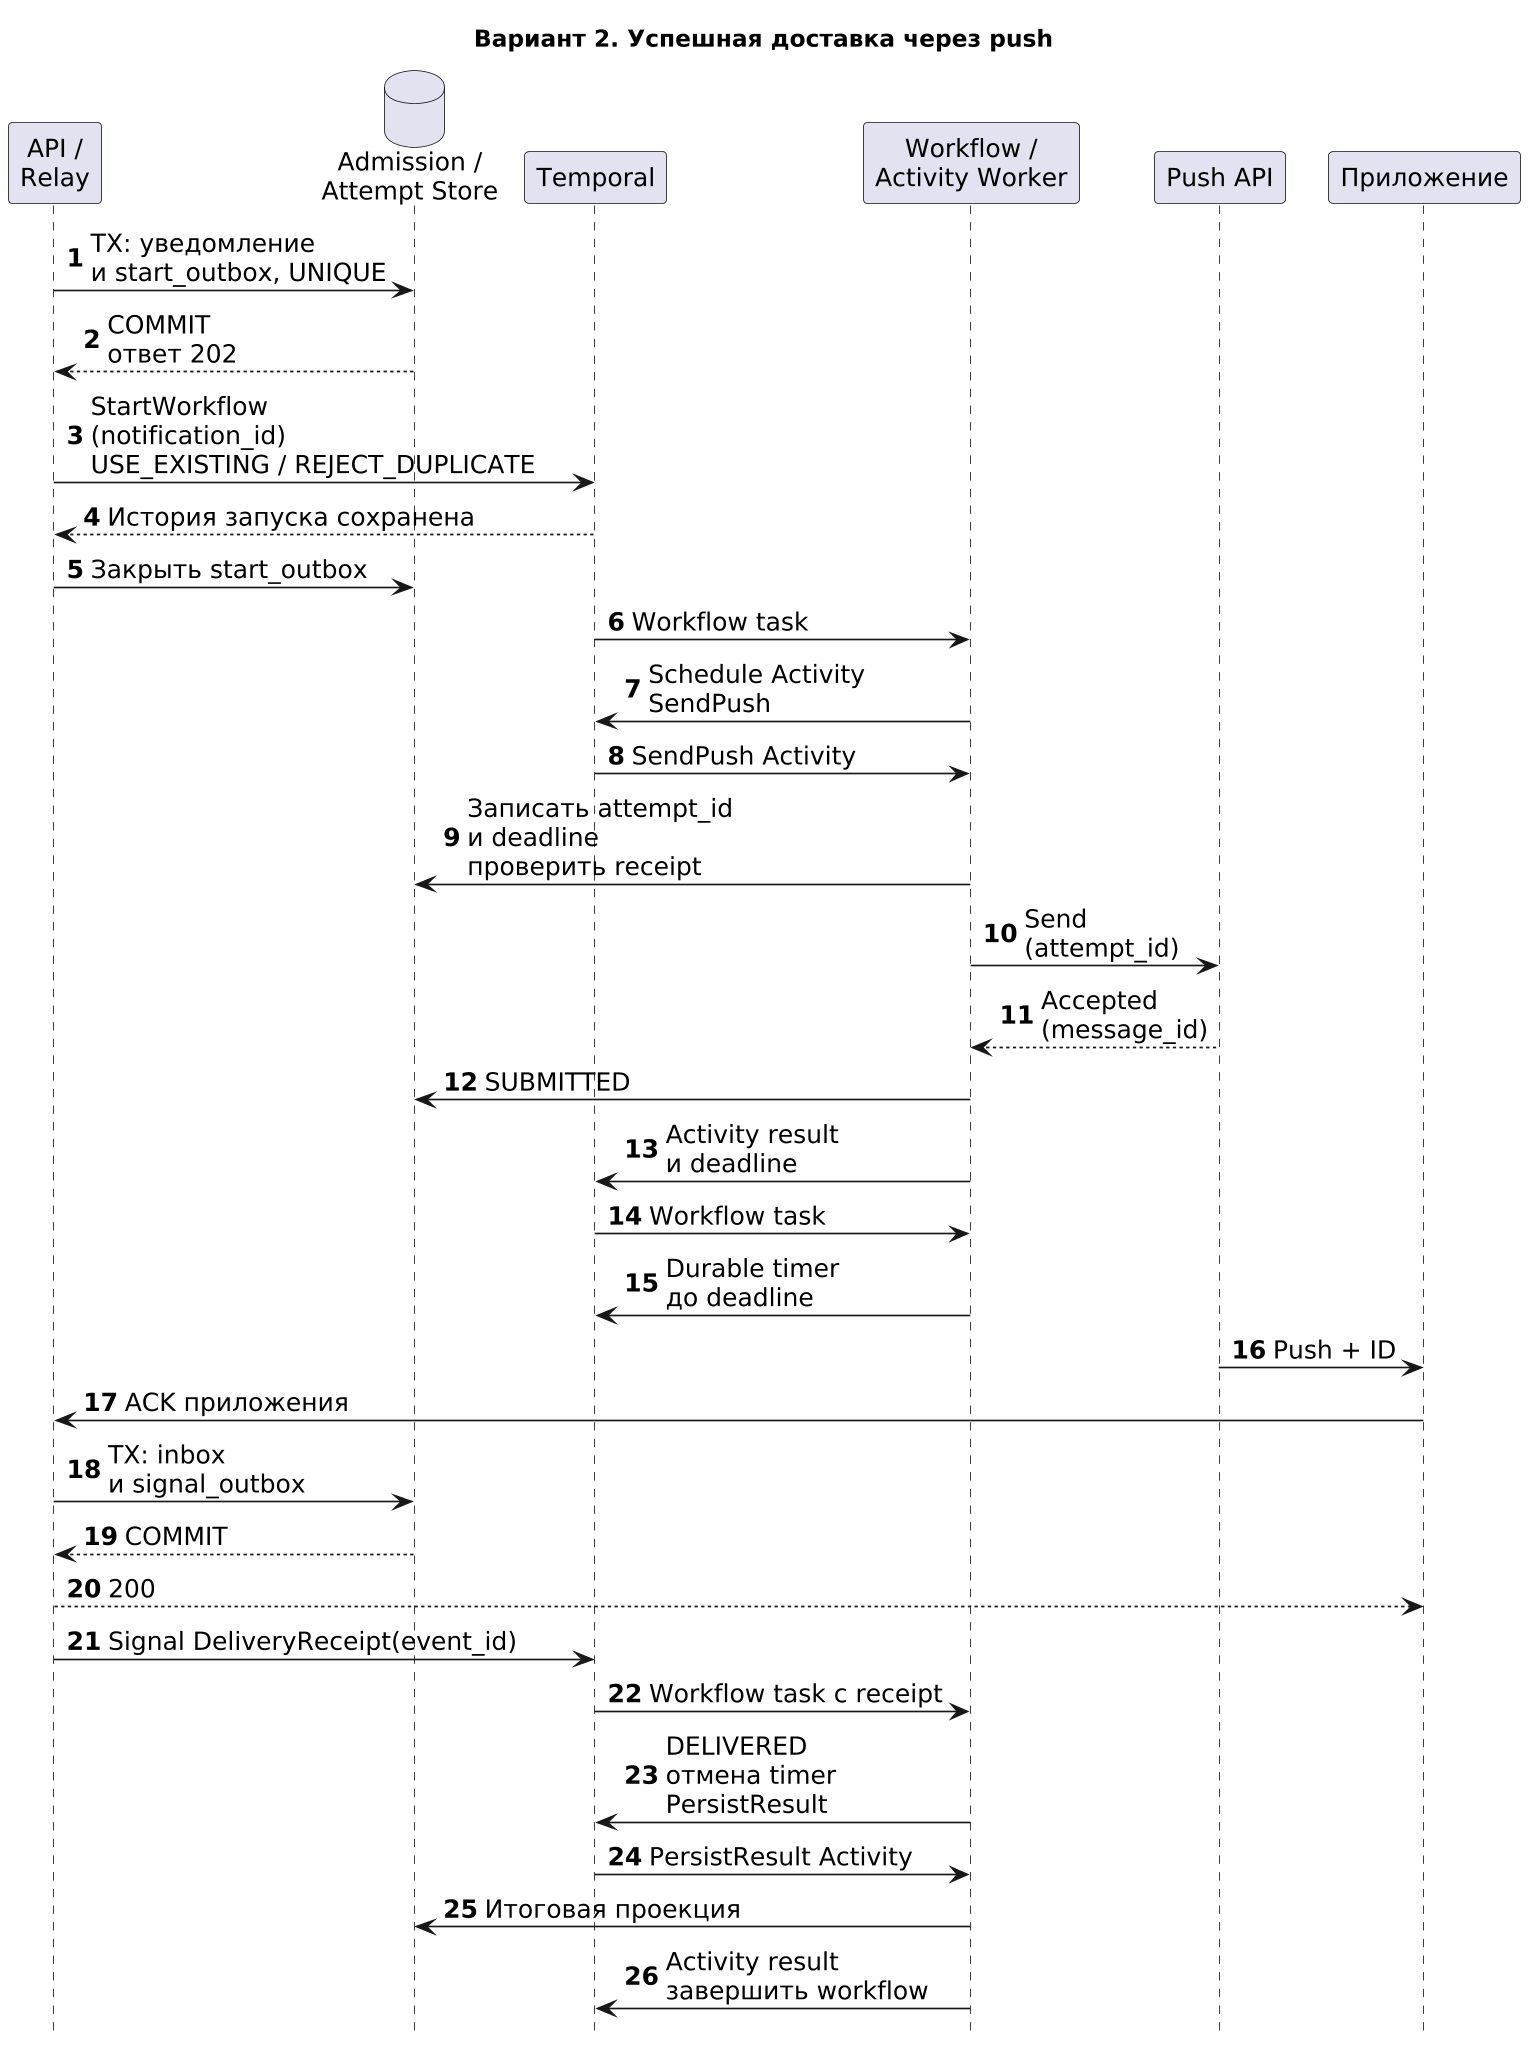 Вариант 2. Успешная доставка через push
API /
Relay
Admission /
Attempt Store
Temporal
Workflow /
Activity Worker
Push API
Приложение
1 TX: уведомление
и start_outbox, UNIQUE
2 COMMIT
ответ 202
3 StartWorkflow
(notification_id)
USE_EXISTING / REJECT_DUPLICATE
4 История запуска сохранена
5 Закрыть start_outbox
6 Workflow task
7 Schedule Activity
SendPush
8 SendPush Activity
9 Записать attempt_id
и deadline
проверить receipt
10 Send
(attempt_id)
11 Accepted
(message_id)
12 SUBMITTED
13 Activity result
и deadline
14 Workflow task
15 Durable timer
до deadline
16 Push + ID
17 ACK приложения
18 TX: inbox
и signal_outbox
19 COMMIT
20 200
21 Signal DeliveryReceipt(event_id)
22 Workflow task с receipt
23 DELIVERED
отмена timer
PersistResult
24 PersistResult Activity
25 Итоговая проекция
26 Activity result
завершить workflow